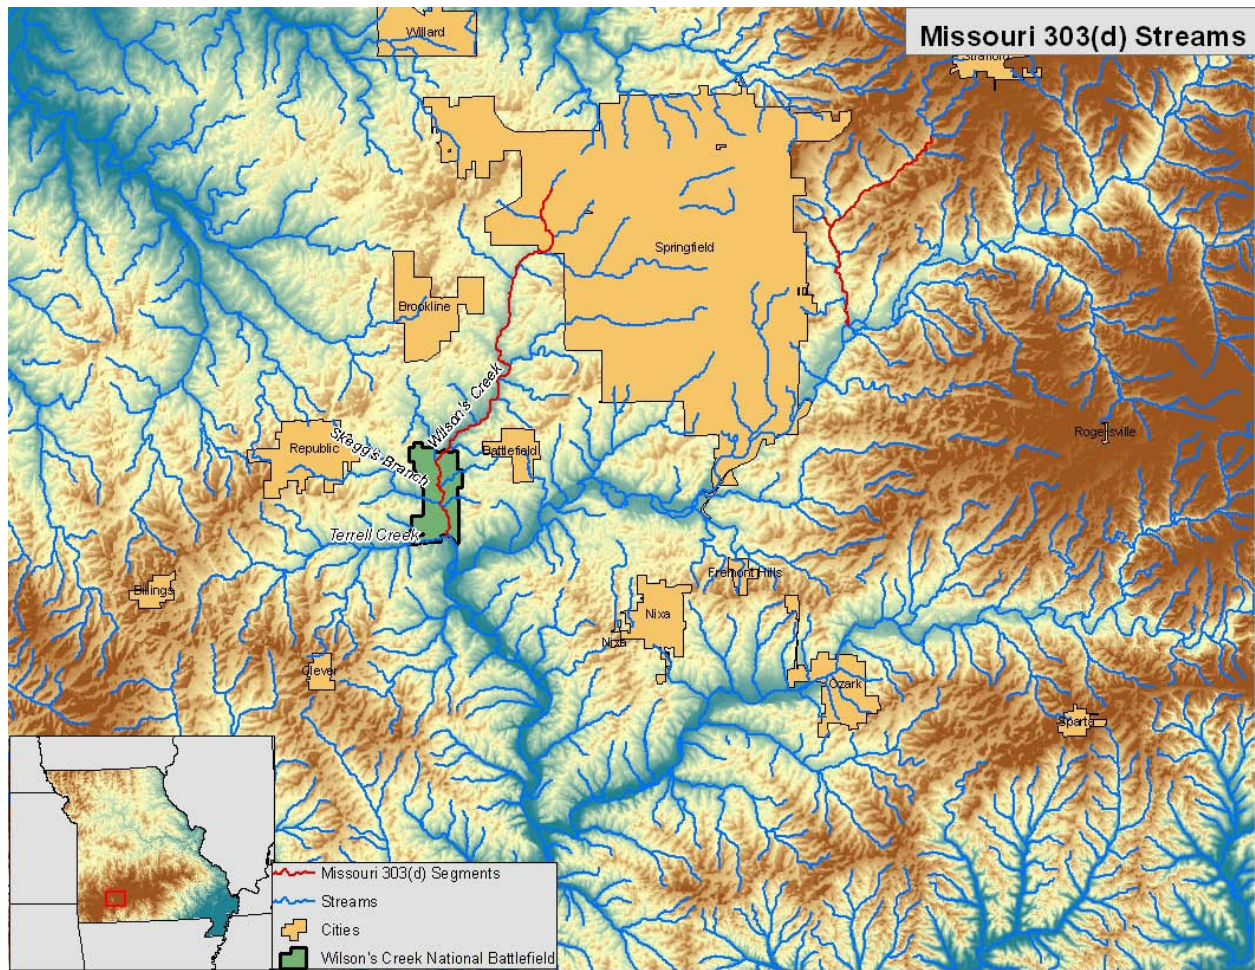 Missouri 303(d) Streams
Willard
Strafford
Springfield
Brookline
Wilson's Creek
Rogersville
Republic
Skegg's Branch
Battlefield
Terrell Creek
Billings
Fremont Hills
Nixa
Nixa
Clever
Ozark
Sparta
Missouri 303(d) Segments
Streams
Cities
Wilson's Creek National Battlefield